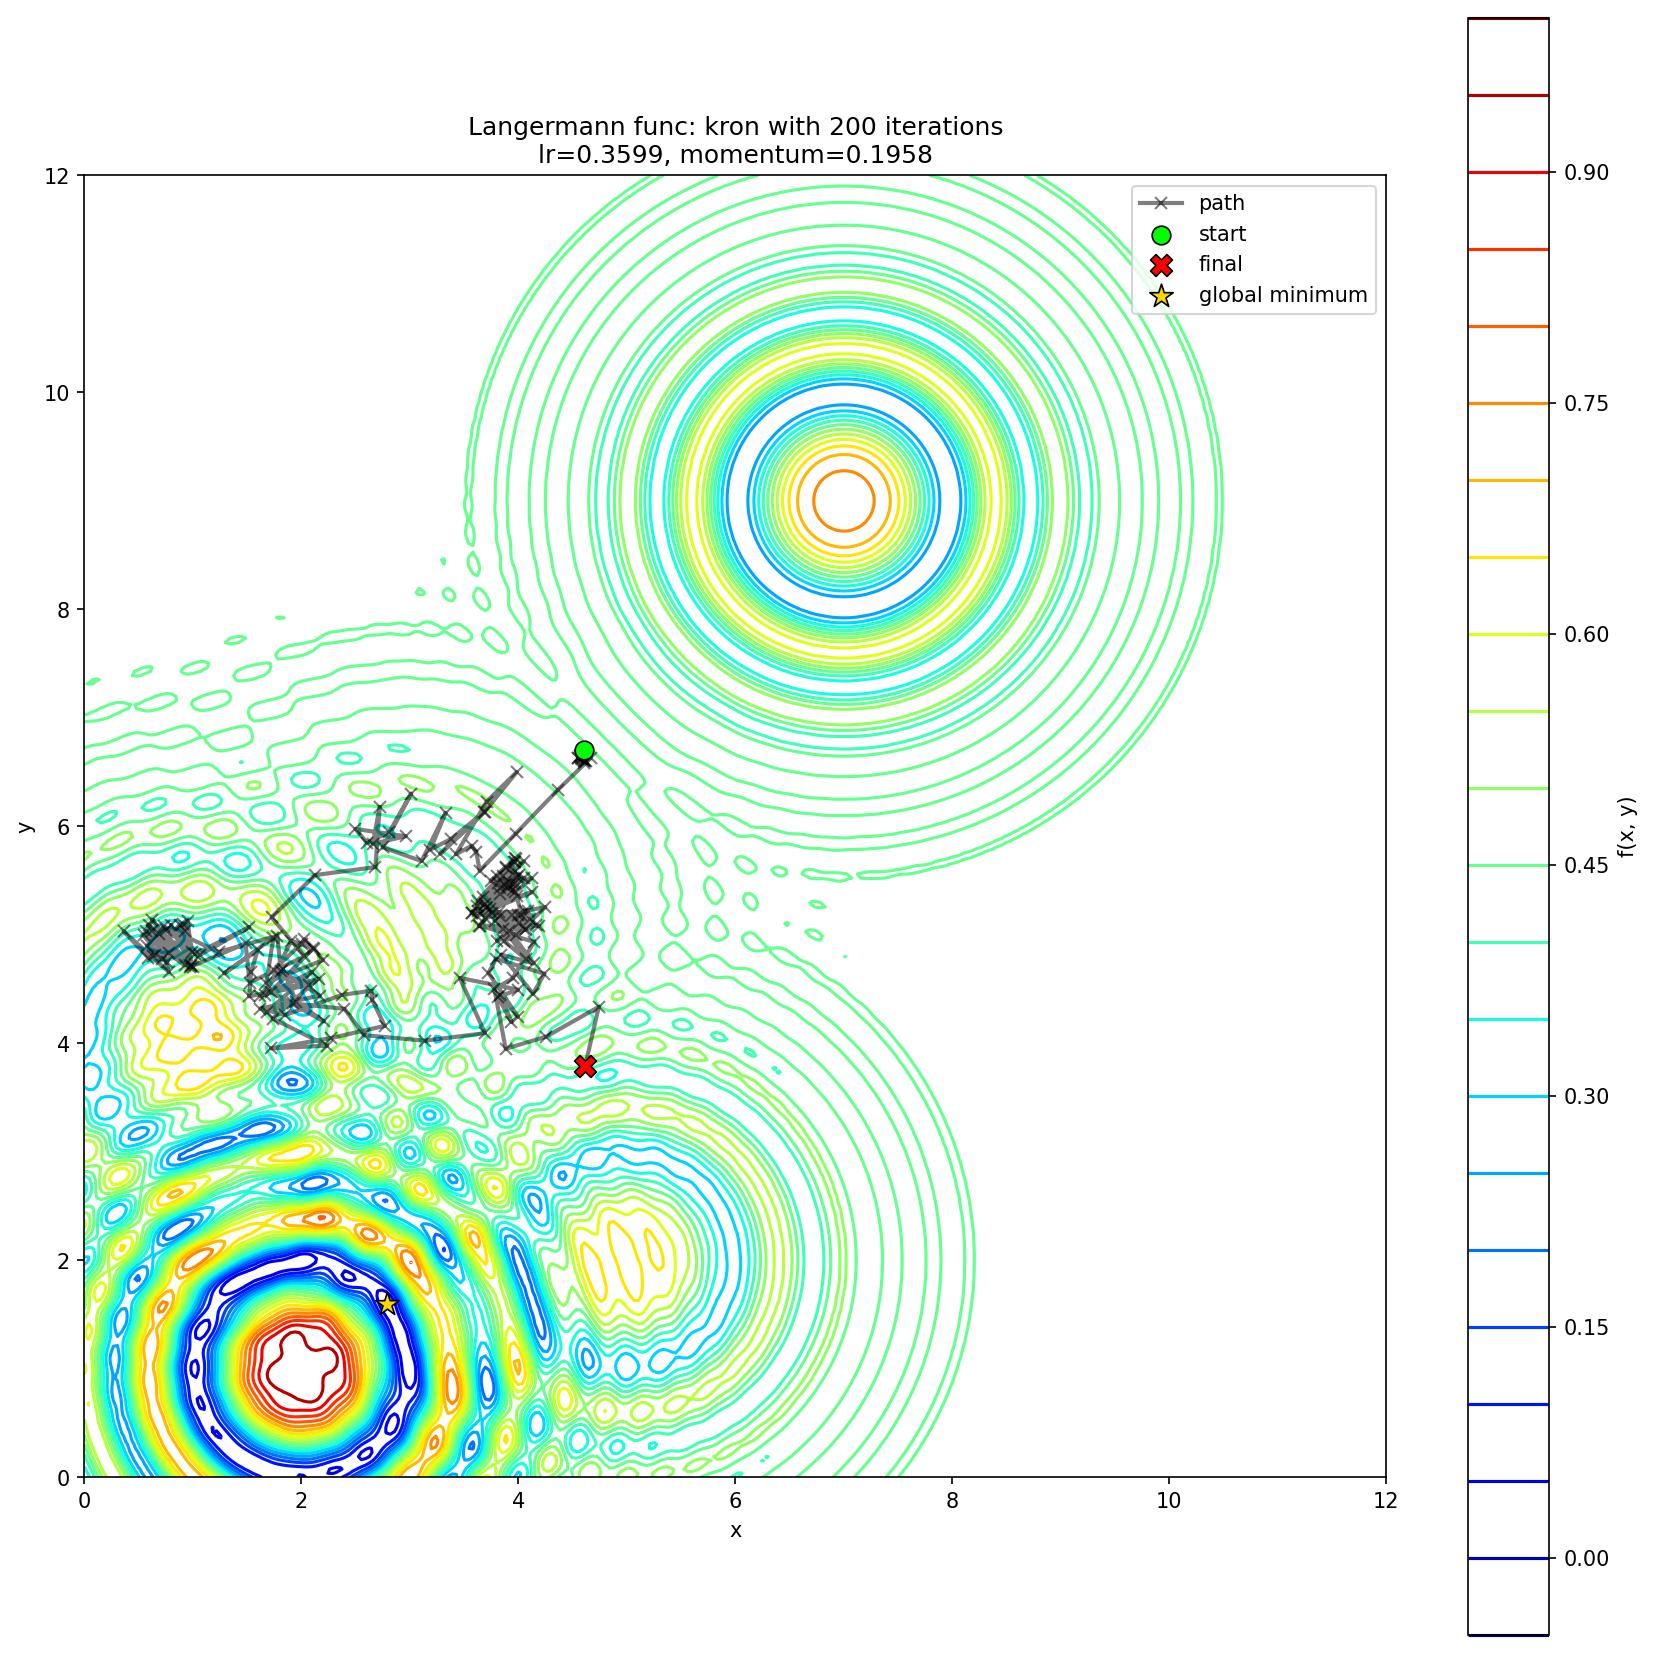 Langermann func: kron with 200 iterations
lr=0.3599, momentum=0.1958
path
start
final
global minimum
12
10
8
6
4
2
0
y
0
2
4
6
8
10
12
x
0.90
0.75
0.60
0.45
0.30
0.15
0.00
f(x, y)